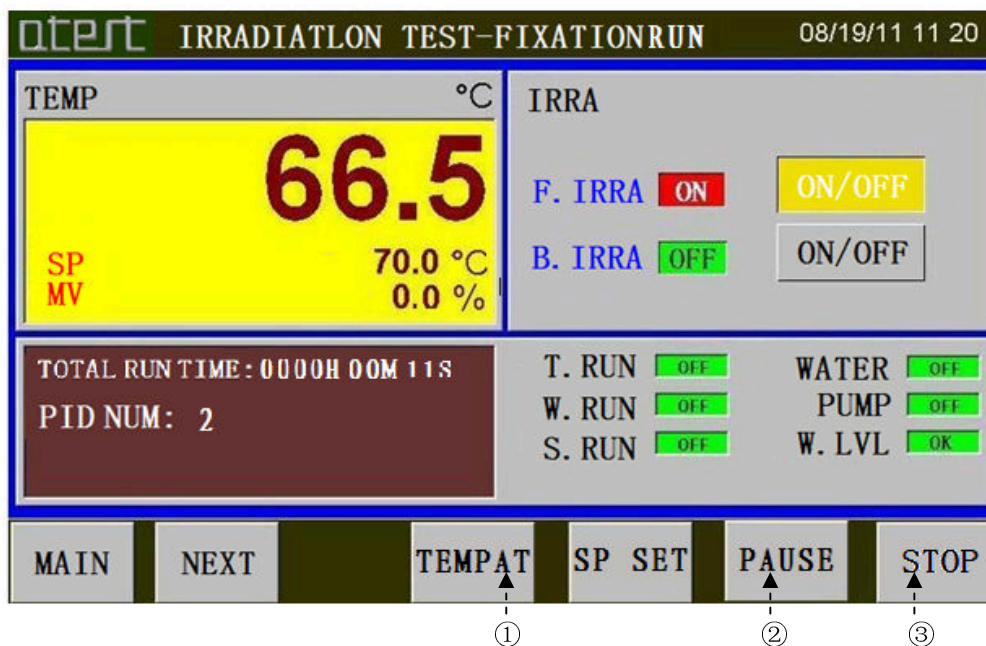 atest IRRADIATLON TEST-FIXATIONRUN 08/19/11 11 20
TEMP °C
66.5
SP 70.0 °C
MV 0.0 %
IRRA
F. IRRA ON ON/OFF
B. IRRA OFF ON/OFF
TOTAL RUN TIME: 0000H 00M 11S
PID NUM: 2
T. RUN OFF WATER OFF
W. RUN OFF PUMP OFF
S. RUN OFF W. LVL OK
MAIN NEXT TEMPAT SP SET PAUSE STOP
① ② ③